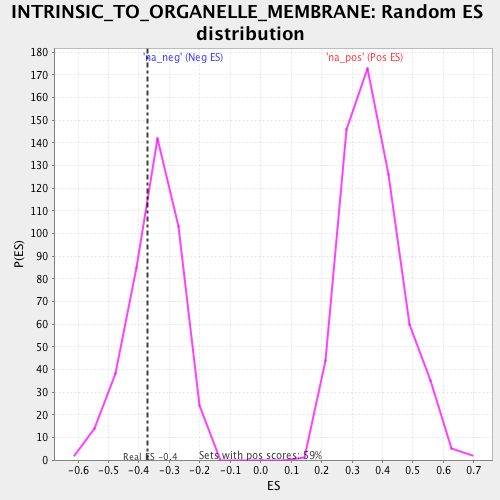 INTRINSIC_TO_ORGANELLE_MEMBRANE: Random ES
distribution
'na_neg' (Neg ES)
'na_pos' (Pos ES)
180
170
160
150
140
130
120
110
100
90
80
70
60
50
40
30
20
10
0
P(ES)
Real ES -0.4
Sets with pos scores: 59%
-0.6 -0.5 -0.4 -0.3 -0.2 -0.1 0.0 0.1 0.2 0.3 0.4 0.5 0.6 0.7
ES